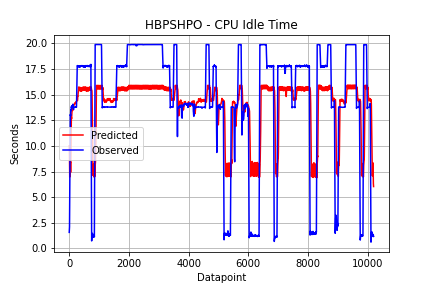 HBPSHPO - CPU Idle Time
20.0
17.5
15.0
12.5
10.0
7.5
5.0
2.5
0.0
Seconds
Predicted
Observed
0 2000 4000 6000 8000 10000
Datapoint